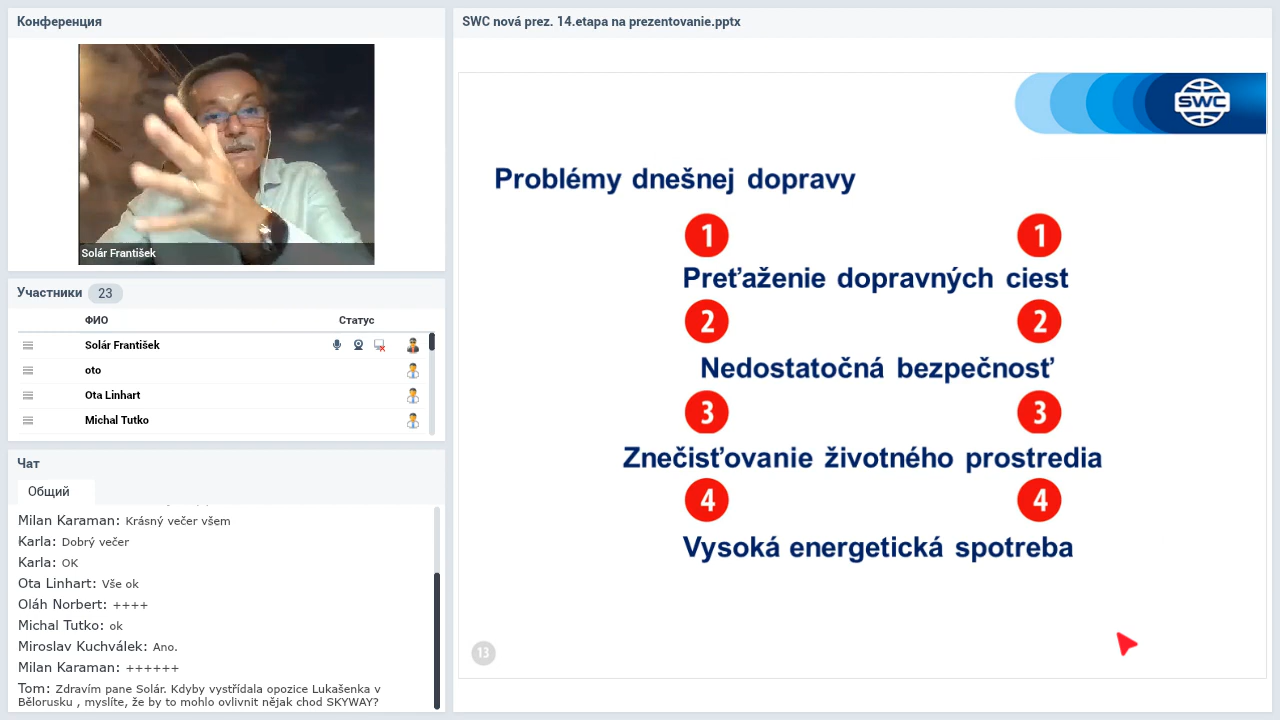 Конференция
Solár František
Участники 23
ФИО Статус
Solár František
oto
Ota Linhart
Michal Tutko
Чат
Общий
Milan Karaman: Krásný večer všem
Karla: Dobrý večer
Karla: OK
Ota Linhart: Vše ok
Oláh Norbert: ++++
Michal Tutko: ok
Miroslav Kuchválek: Ano.
Milan Karaman: ++++++
Tom: Zdravím pane Solár. Kdyby vystřídala opozice Lukašenka v
Bělorusku , myslíte, že by to mohlo ovlivnit nějak chod SKYWAY?
SWC nová prez. 14.etapa na prezentovanie.pptx
SWC
Problémy dnešnej dopravy
1 1
Preťaženie dopravných ciest
2 2
Nedostatočná bezpečnosť
3 3
Znečisťovanie životného prostredia
4 4
Vysoká energetická spotreba
13